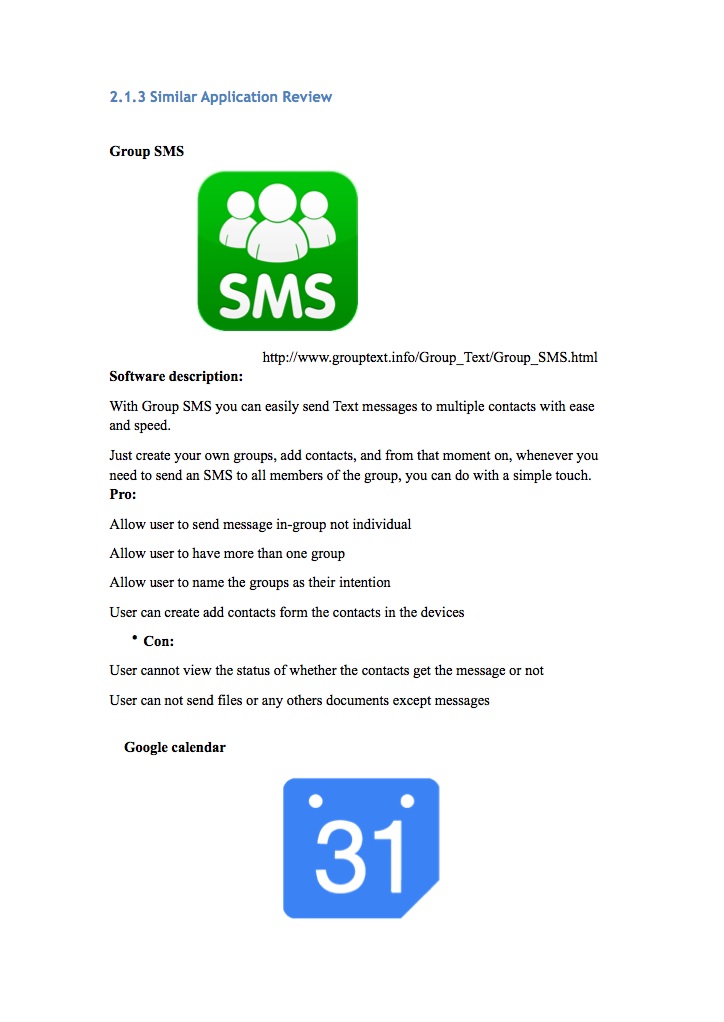 2.1.3 Similar Application Review
Group SMS
SMS
http://www.grouptext.info/Group_Text/Group_SMS.html
Software description:
With Group SMS you can easily send Text messages to multiple contacts with ease
and speed.
Just create your own groups, add contacts, and from that moment on, whenever you
need to send an SMS to all members of the group, you can do with a simple touch.
Pro:
Allow user to send message in-group not individual
Allow user to have more than one group
Allow user to name the groups as their intention
User can create add contacts form the contacts in the devices
• Con:
User cannot view the status of whether the contacts get the message or not
User can not send files or any others documents except messages
Google calendar
31